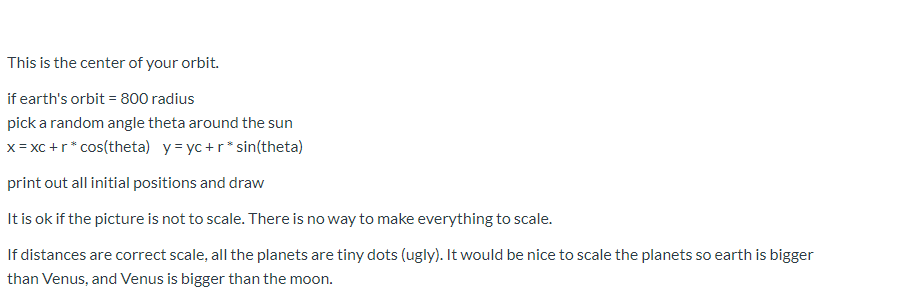 This is the center of your orbit.
if earth's orbit = 800 radius
pick a random angle theta around the sun
x = xc + r * cos(theta)   y = yc + r * sin(theta)
print out all initial positions and draw
It is ok if the picture is not to scale. There is no way to make everything to scale.
If distances are correct scale, all the planets are tiny dots (ugly). It would be nice to scale the planets so earth is bigger
than Venus, and Venus is bigger than the moon.